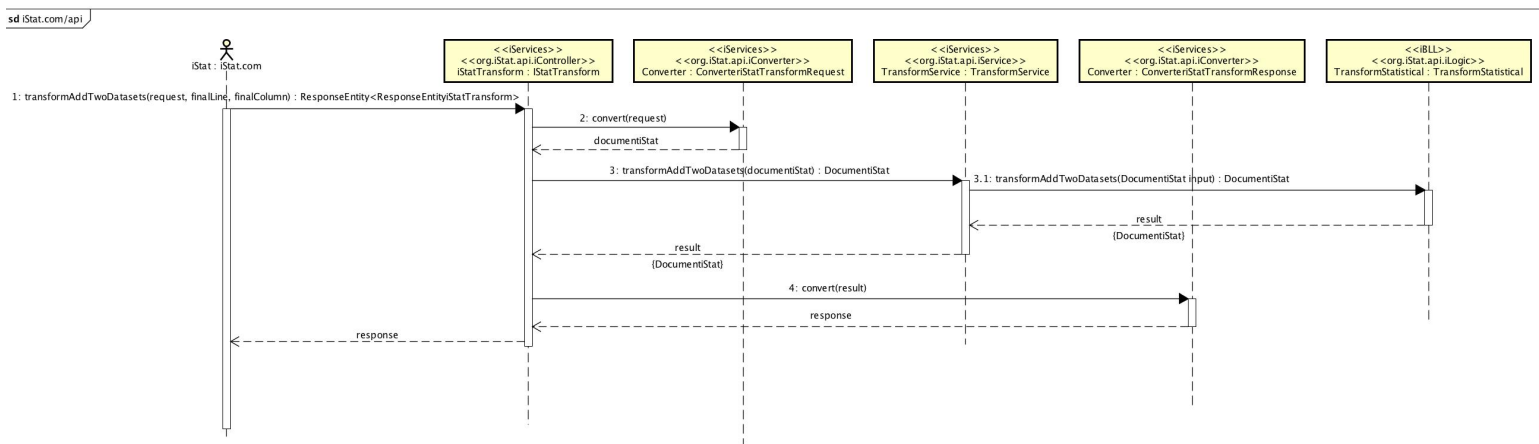 sd iStat.com/api
iStat : iStat.com
<<iServices>>
<<org.iStat.api.iController>>
iStatTransform : IStatTransform
<<iServices>>
<<org.iStat.api.iConverter>>
Converter : ConverteriStatTransformRequest
<<iServices>>
<<org.iStat.api.iService>>
TransformService : TransformService
<<iServices>>
<<org.iStat.api.iConverter>>
Converter : ConverteriStatTransformResponse
<<iBLL>>
<<org.iStat.api.iLogic>>
TransformStatistical : TransformStatistical
1: transformAddTwoDatasets(request, finalLine, finalColumn) : ResponseEntity<ResponseEntityiStatTransform>
2: convert(request)
documentiStat
3: transformAddTwoDatasets(documentiStat) : DocumentiStat
3.1: transformAddTwoDatasets(DocumentiStat input) : DocumentiStat
result
{DocumentiStat}
result
{DocumentiStat}
4: convert(result)
response
response